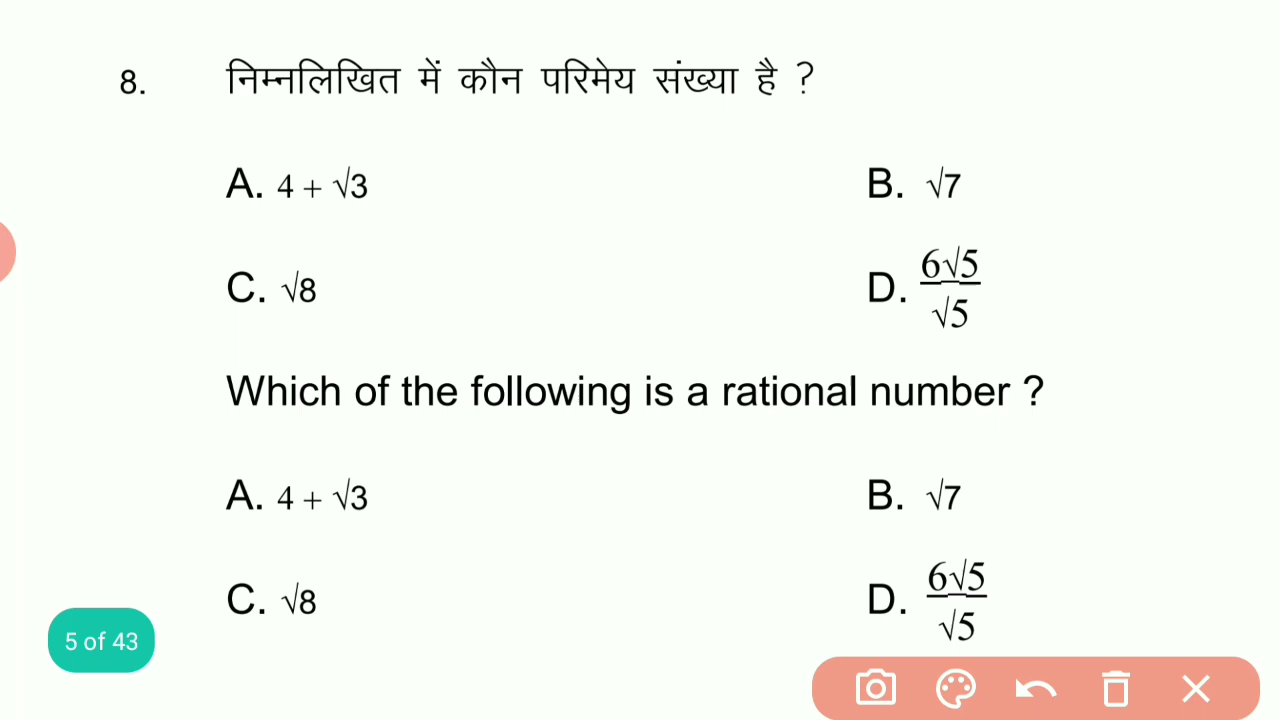 8. निम्नलिखित में कौन परिमेय संख्या है ?
A. 4 + √3 B. √7
C. √8 D. 6√5/√5
Which of the following is a rational number ?
A. 4 + √3 B. √7
C. √8 D. 6√5/√5
5 of 43